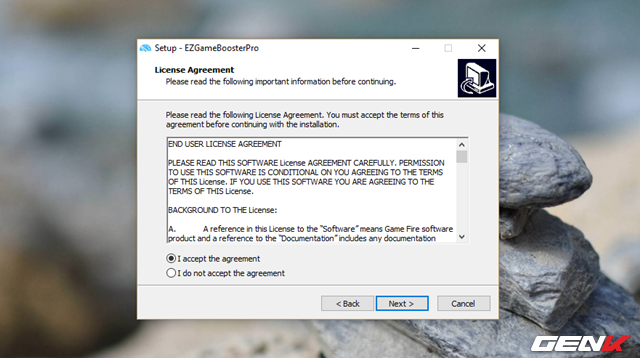 Setup - EZGameBoosterPro
License Agreement
Please read the following important information before continuing.
Please read the following License Agreement. You must accept the terms of this
agreement before continuing with the installation.
END USER LICENSE AGREEMENT
PLEASE READ THIS SOFTWARE License AGREEMENT CAREFULLY. PERMISSION
TO USE THIS SOFTWARE IS CONDITIONAL ON YOU AGREEING TO THE TERMS
OF THIS License. IF YOU USE THIS SOFTWARE YOU ARE AGREEING TO THE
TERMS OF THIS License.
BACKGROUND TO THE License:
A. A reference in this License to the “Software” means Game Fire software
product and a reference to the “Documentation” includes any documentation
I accept the agreement
I do not accept the agreement
< Back Next > Cancel
GENK